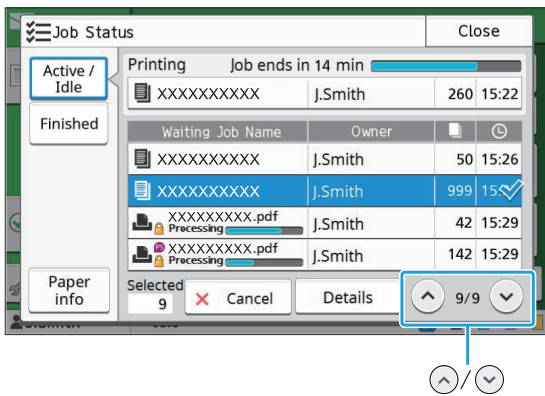 Job Status
Close
Active / Idle
Printing Job ends in 14 min
XXXXXXXXXX J.Smith 260 15:22
Finished
Waiting Job Name Owner
XXXXXXXXXX J.Smith 50 15:26
XXXXXXXXXX J.Smith 999
XXXXXXXXXX.pdf J.Smith 42 15:29
Processing
PS XXXXXXXXX.pdf J.Smith 142 15:29
Processing
Paper info
Selected 9
Cancel
Details
9/9
/